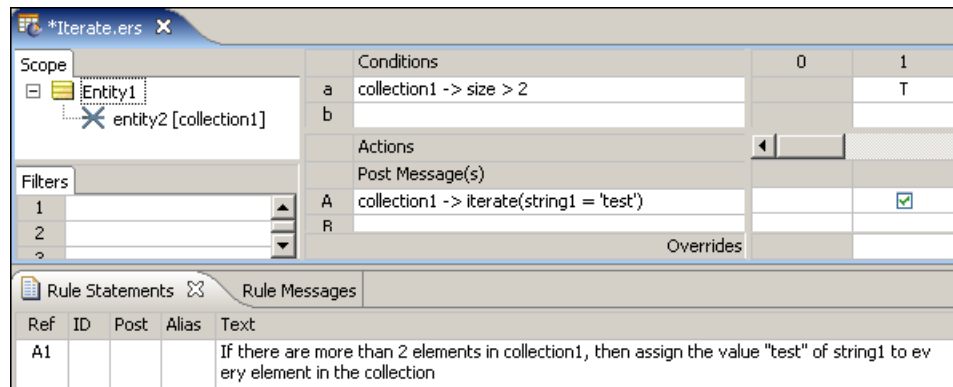 *Iterate.ers
Scope
Entity1
entity2 [collection1]
Conditions 0 1
a collection1 -> size > 2 T
b
Actions
Post Message(s)
A collection1 -> iterate(string1 = 'test')
B
Overrides
Filters
1
2
3
Rule Statements Rule Messages
Ref ID Post Alias Text
A1 If there are more than 2 elements in collection1, then assign the value "test" of string1 to ev
ery element in the collection